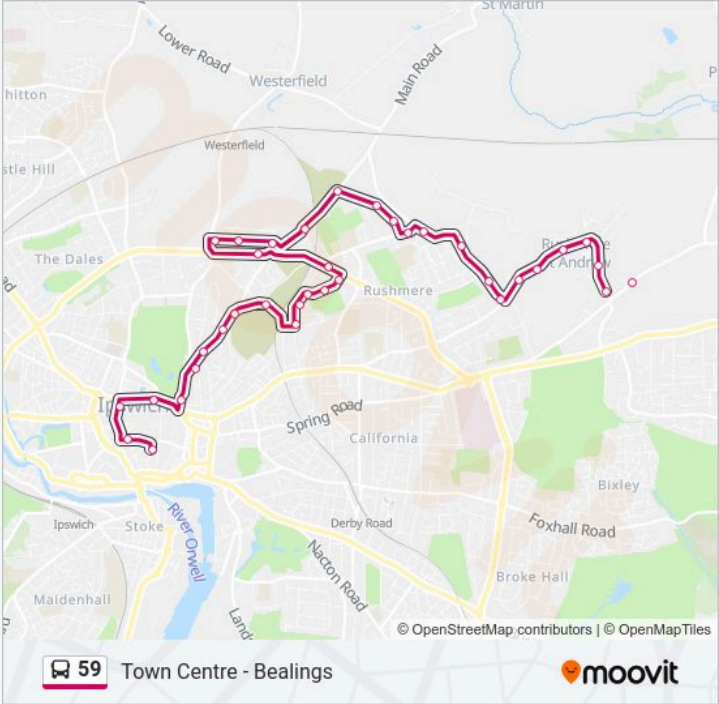 St Martin
Lower Road
Westerfield
Main Road
hitton
Westerfield
stle Hill
The Dales
Rushmere
Spring Road
California
Bixley
River Orwell
Ipswich
Stoke
Derby Road
Foxhall Road
Nacton Road
Broke Hall
Maidenhall
Land
© OpenStreetMap contributors | © OpenMapTiles
59 Town Centre - Bealings
moovit